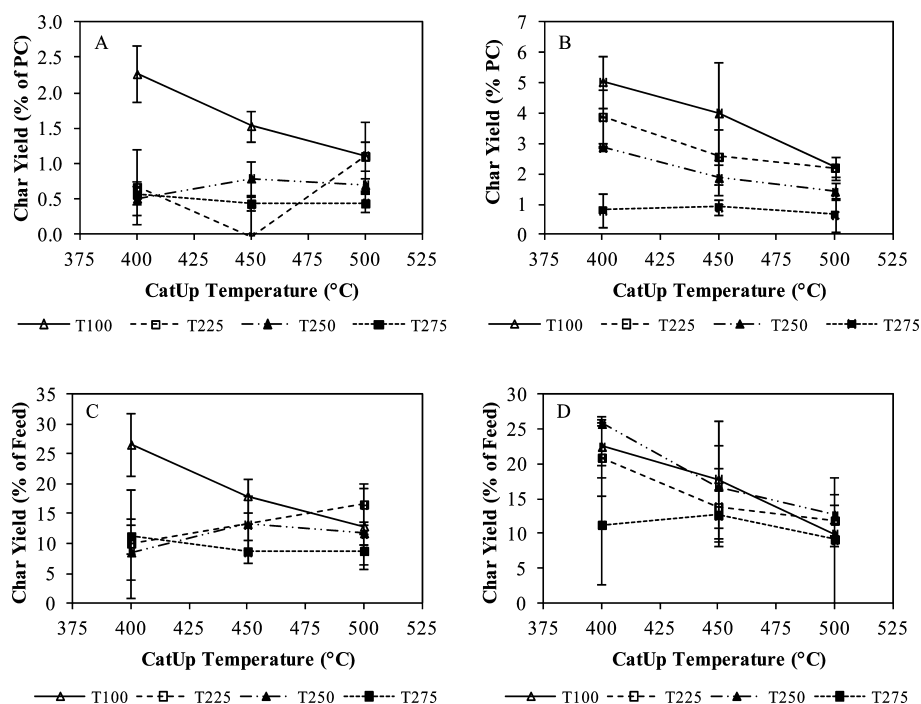 A
Char Yield (% of PC)
3.0
2.5
2.0
1.5
1.0
0.5
0.0
375 400 425 450 475 500 525
CatUp Temperature (°C)
T100 T225 T250 T275
B
Char Yield (% PC)
7
6
5
4
3
2
1
0
375 400 425 450 475 500 525
CatUp Temperature (°C)
T100 T225 T250 T275
C
Char Yield (% of Feed)
35
30
25
20
15
10
5
0
375 400 425 450 475 500 525
CatUp Temperature (°C)
T100 T225 T250 T275
D
Char Yield (% of Feed)
30
25
20
15
10
5
0
375 400 425 450 475 500 525
CatUp Temperature (°C)
T100 T225 T250 T275